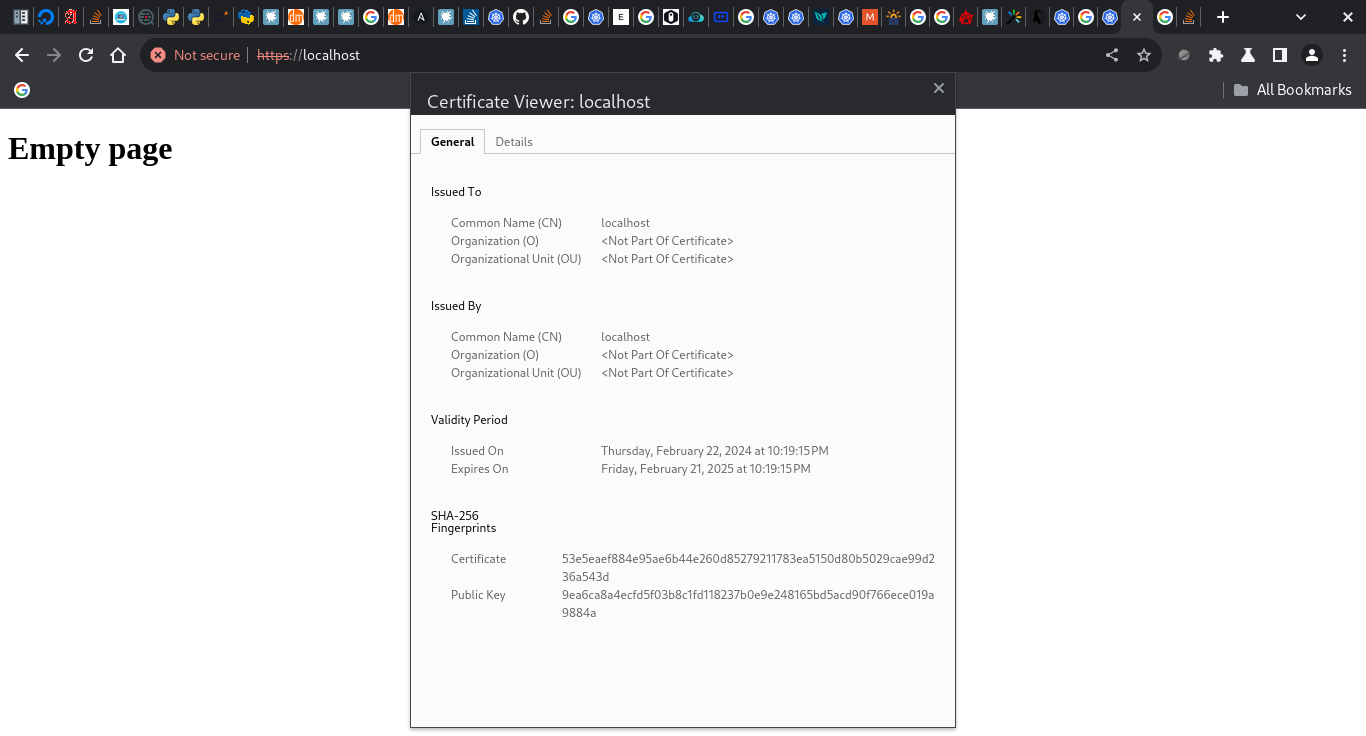 Not secure https://localhost
All Bookmarks
Certificate Viewer: localhost
Empty page
General Details
Issued To
Common Name (CN) localhost
Organization (O) <Not Part Of Certificate>
Organizational Unit (OU) <Not Part Of Certificate>
Issued By
Common Name (CN) localhost
Organization (O) <Not Part Of Certificate>
Organizational Unit (OU) <Not Part Of Certificate>
Validity Period
Issued On Thursday, February 22, 2024 at 10:19:15 PM
Expires On Friday, February 21, 2025 at 10:19:15 PM
SHA-256
Fingerprints
Certificate 53e5eaef884e95ae6b44e260d85279211783ea5150d80b5029cae99d2
36a543d
Public Key 9ea6ca8a4ecfd5f03b8c1fd118237b0e9e248165bd5acd90f766ece019a
9884a